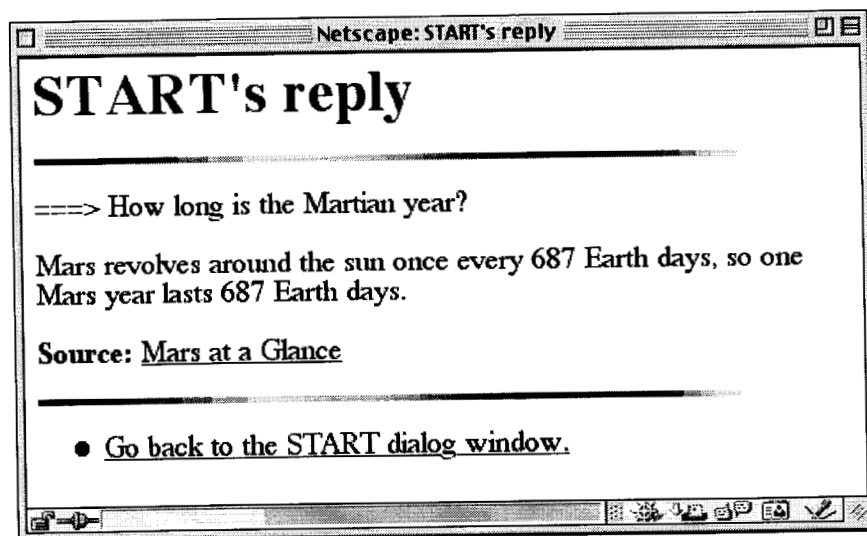 Netscape: START's reply
START's reply
===> How long is the Martian year?
Mars revolves around the sun once every 687 Earth days, so one
Mars year lasts 687 Earth days.
Source: Mars at a Glance
● Go back to the START dialog window.